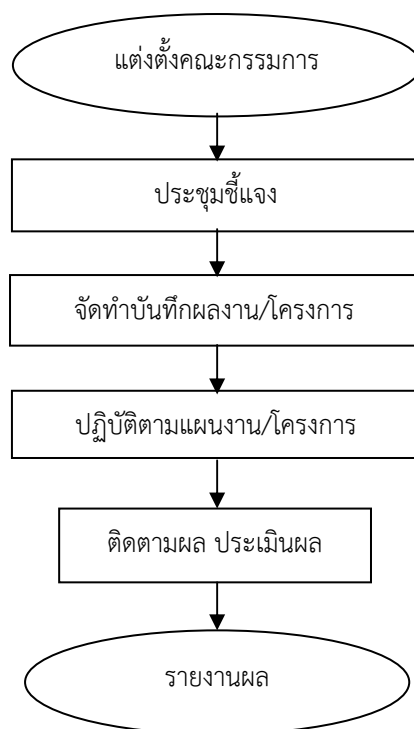 แต่งตั้งคณะกรรมการ
ประชุมชี้แจง
จัดทำบันทึกผลงาน/โครงการ
ปฏิบัติตามแผนงาน/โครงการ
ติดตามผล ประเมินผล
รายงานผล